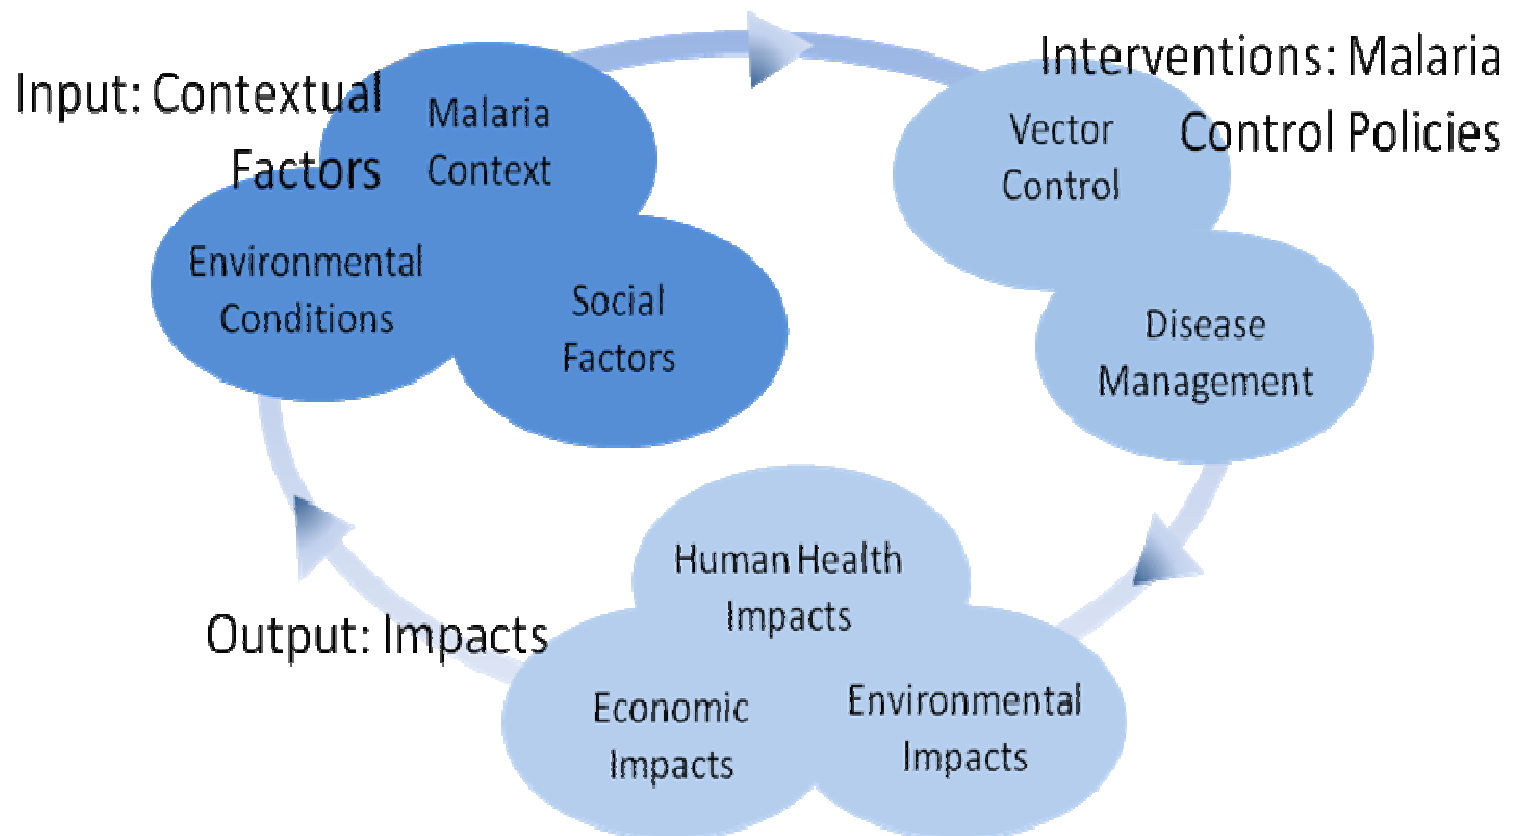 Input: Contextual
Factors
Malaria
Context
Environmental
Conditions
Social
Factors
Interventions: Malaria
Control Policies
Vector
Control
Disease
Management
Human Health
Impacts
Output: Impacts
Economic
Impacts
Environmental
Impacts